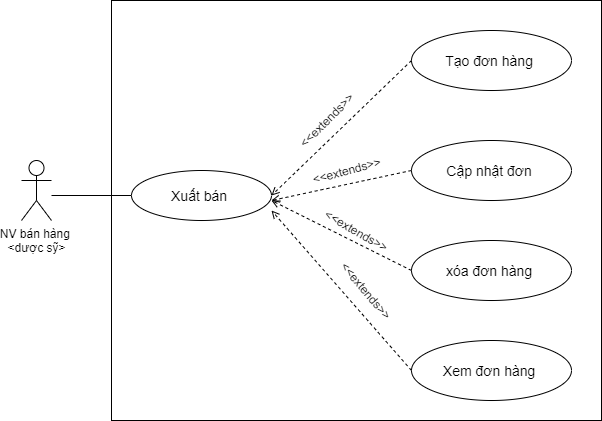 Tạo đơn hàng
<<extends>>
Cập nhật đơn
<<extends>>
Xuất bán
NV bán hàng
<dược sỹ>
<<extends>>
xóa đơn hàng
<<extends>>
Xem đơn hàng